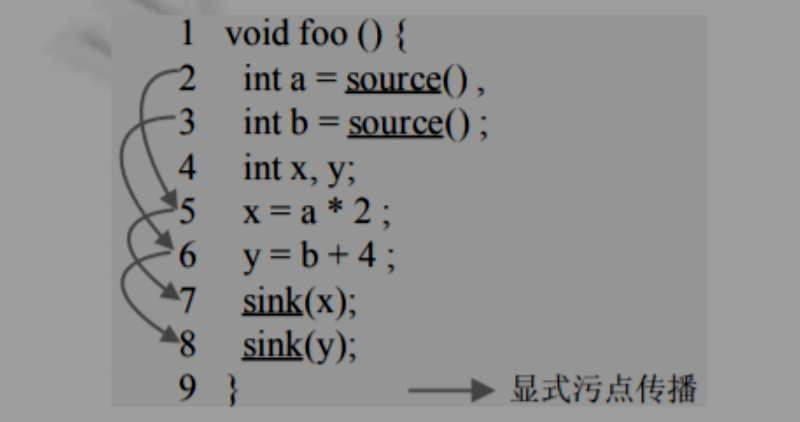 1 void foo () {
2 int a = source() ,
3 int b = source() ;
4 int x, y;
5 x = a * 2 ;
6 y = b + 4 ;
7 sink(x);
8 sink(y);
9 }
显式污点传播